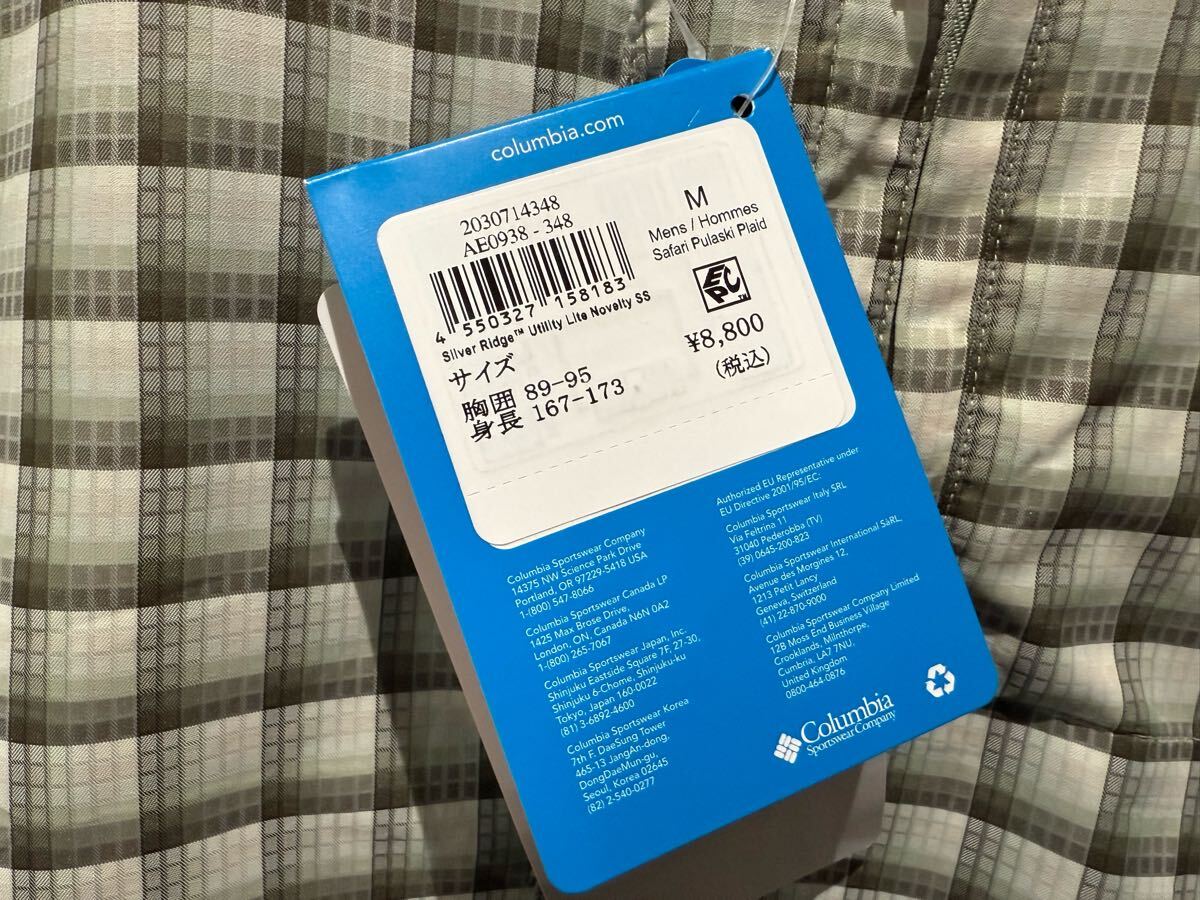 columbia.com
2030714348
AE0938 - 348
4 550327 158183
Silver Ridge™ Utility Lite Novelty SS
サイズ
胸囲 89-95
身長 167-173
M
Mens / Hommes
Safari Pulaski Plaid
EPC™
¥8,800
(税込)
Columbia Sportswear Company
14375 NW Science Park Drive
Portland, OR 97229-5418 USA
1-(800) 547-8066
Columbia Sportswear Canada LP
1425 Max Brose Drive,
London, ON, Canada N6N 0A2
1-(800) 265-7067
Columbia Sportswear Japan, Inc.
Shinjuku Eastside Square 7F, 27-30,
Shinjuku 6-Chome, Shinjuku-ku
Tokyo, Japan 160-0022
(81) 3-6892-4600
Columbia Sportswear Korea
7th F. DaeSung Tower
465-13 JangAn-dong,
DongDaeMun-gu,
Seoul, Korea 02645
(82) 2-540-0277
Authorized EU Representative under
EU Directive 2001/95/EC:
Columbia Sportswear Italy SRL
Via Feltrina 11
31040 Pederobba (TV)
(39) 0645-200-823
Columbia Sportswear International SàRL,
Avenue des Morgines 12,
1213 Petit Lancy
Geneva, Switzerland
(41) 22-870-9000
Columbia Sportswear Company Limited
12B Moss End Business Village
Crooklands, Milnthorpe,
Cumbria, LA7 7NU,
United Kingdom
0800-464-0876
Columbia
Sportswear Company